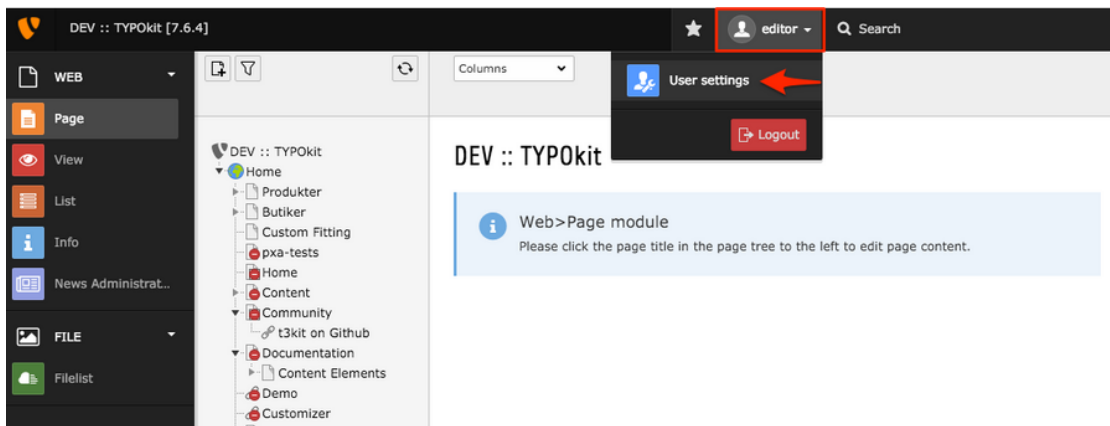 DEV :: TYPOkit [7.6.4]
editor
Search
WEB
Page
View
List
Info
News Administrat...
FILE
Filelist
DEV :: TYPOkit
Home
Produkter
Butiker
Custom Fitting
pxa-tests
Home
Content
Community
t3kit on Github
Documentation
Content Elements
Demo
Customizer
Columns
User settings
Logout
DEV :: TYPOkit
Web>Page module
Please click the page title in the page tree to the left to edit page content.